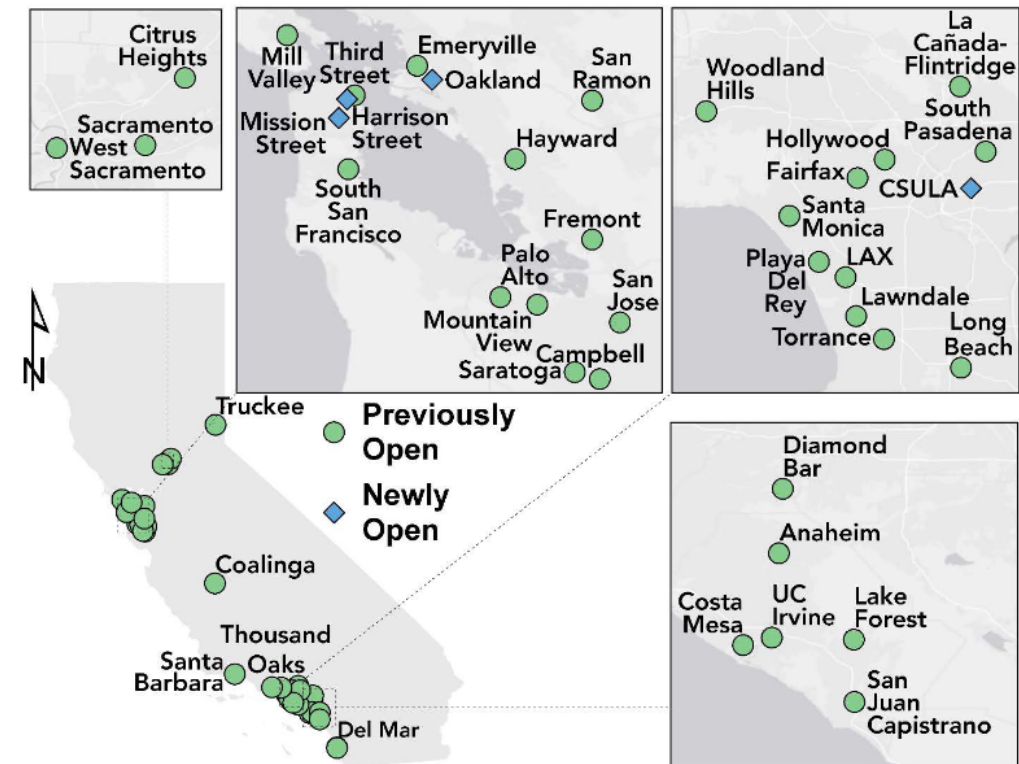 Citrus
Heights
Sacramento
West
Sacramento
Mill
Valley
Third
Street
Emeryville
Oakland
San
Ramon
Mission
Street
Harrison
Street
Hayward
South
San
Francisco
Fremont
Palo
Alto
San
Jose
Mountain
View
Campbell
Saratoga
La
Cañada-
Flintridge
Woodland
Hills
South
Pasadena
Hollywood
Fairfax
CSULA
Santa
Monica
Playa
Del
Rey
LAX
Lawndale
Torrance
Long
Beach
N
Truckee
Previously
Open
Newly
Open
Coalinga
Thousand
Oaks
Santa
Barbara
Del Mar
Diamond
Bar
Anaheim
Costa
Mesa
UC
Irvine
Lake
Forest
San
Juan
Capistrano